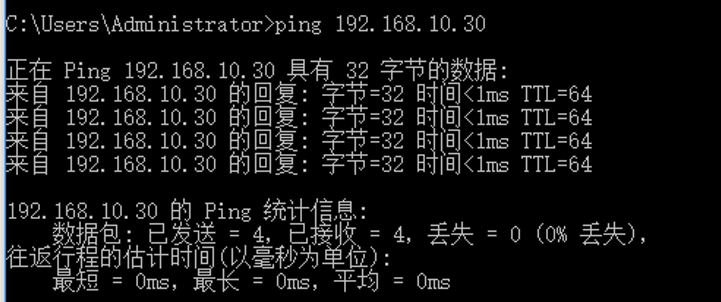 C:\Users\Administrator>ping 192.168.10.30
正在 Ping 192.168.10.30 具有 32 字节的数据:
来自 192.168.10.30 的回复: 字节=32 时间<1ms TTL=64
来自 192.168.10.30 的回复: 字节=32 时间<1ms TTL=64
来自 192.168.10.30 的回复: 字节=32 时间<1ms TTL=64
来自 192.168.10.30 的回复: 字节=32 时间<1ms TTL=64
192.168.10.30 的 Ping 统计信息:
数据包: 已发送 = 4, 已接收 = 4, 丢失 = 0 (0% 丢失),
往返行程的估计时间(以毫秒为单位):
最短 = 0ms, 最长 = 0ms, 平均 = 0ms